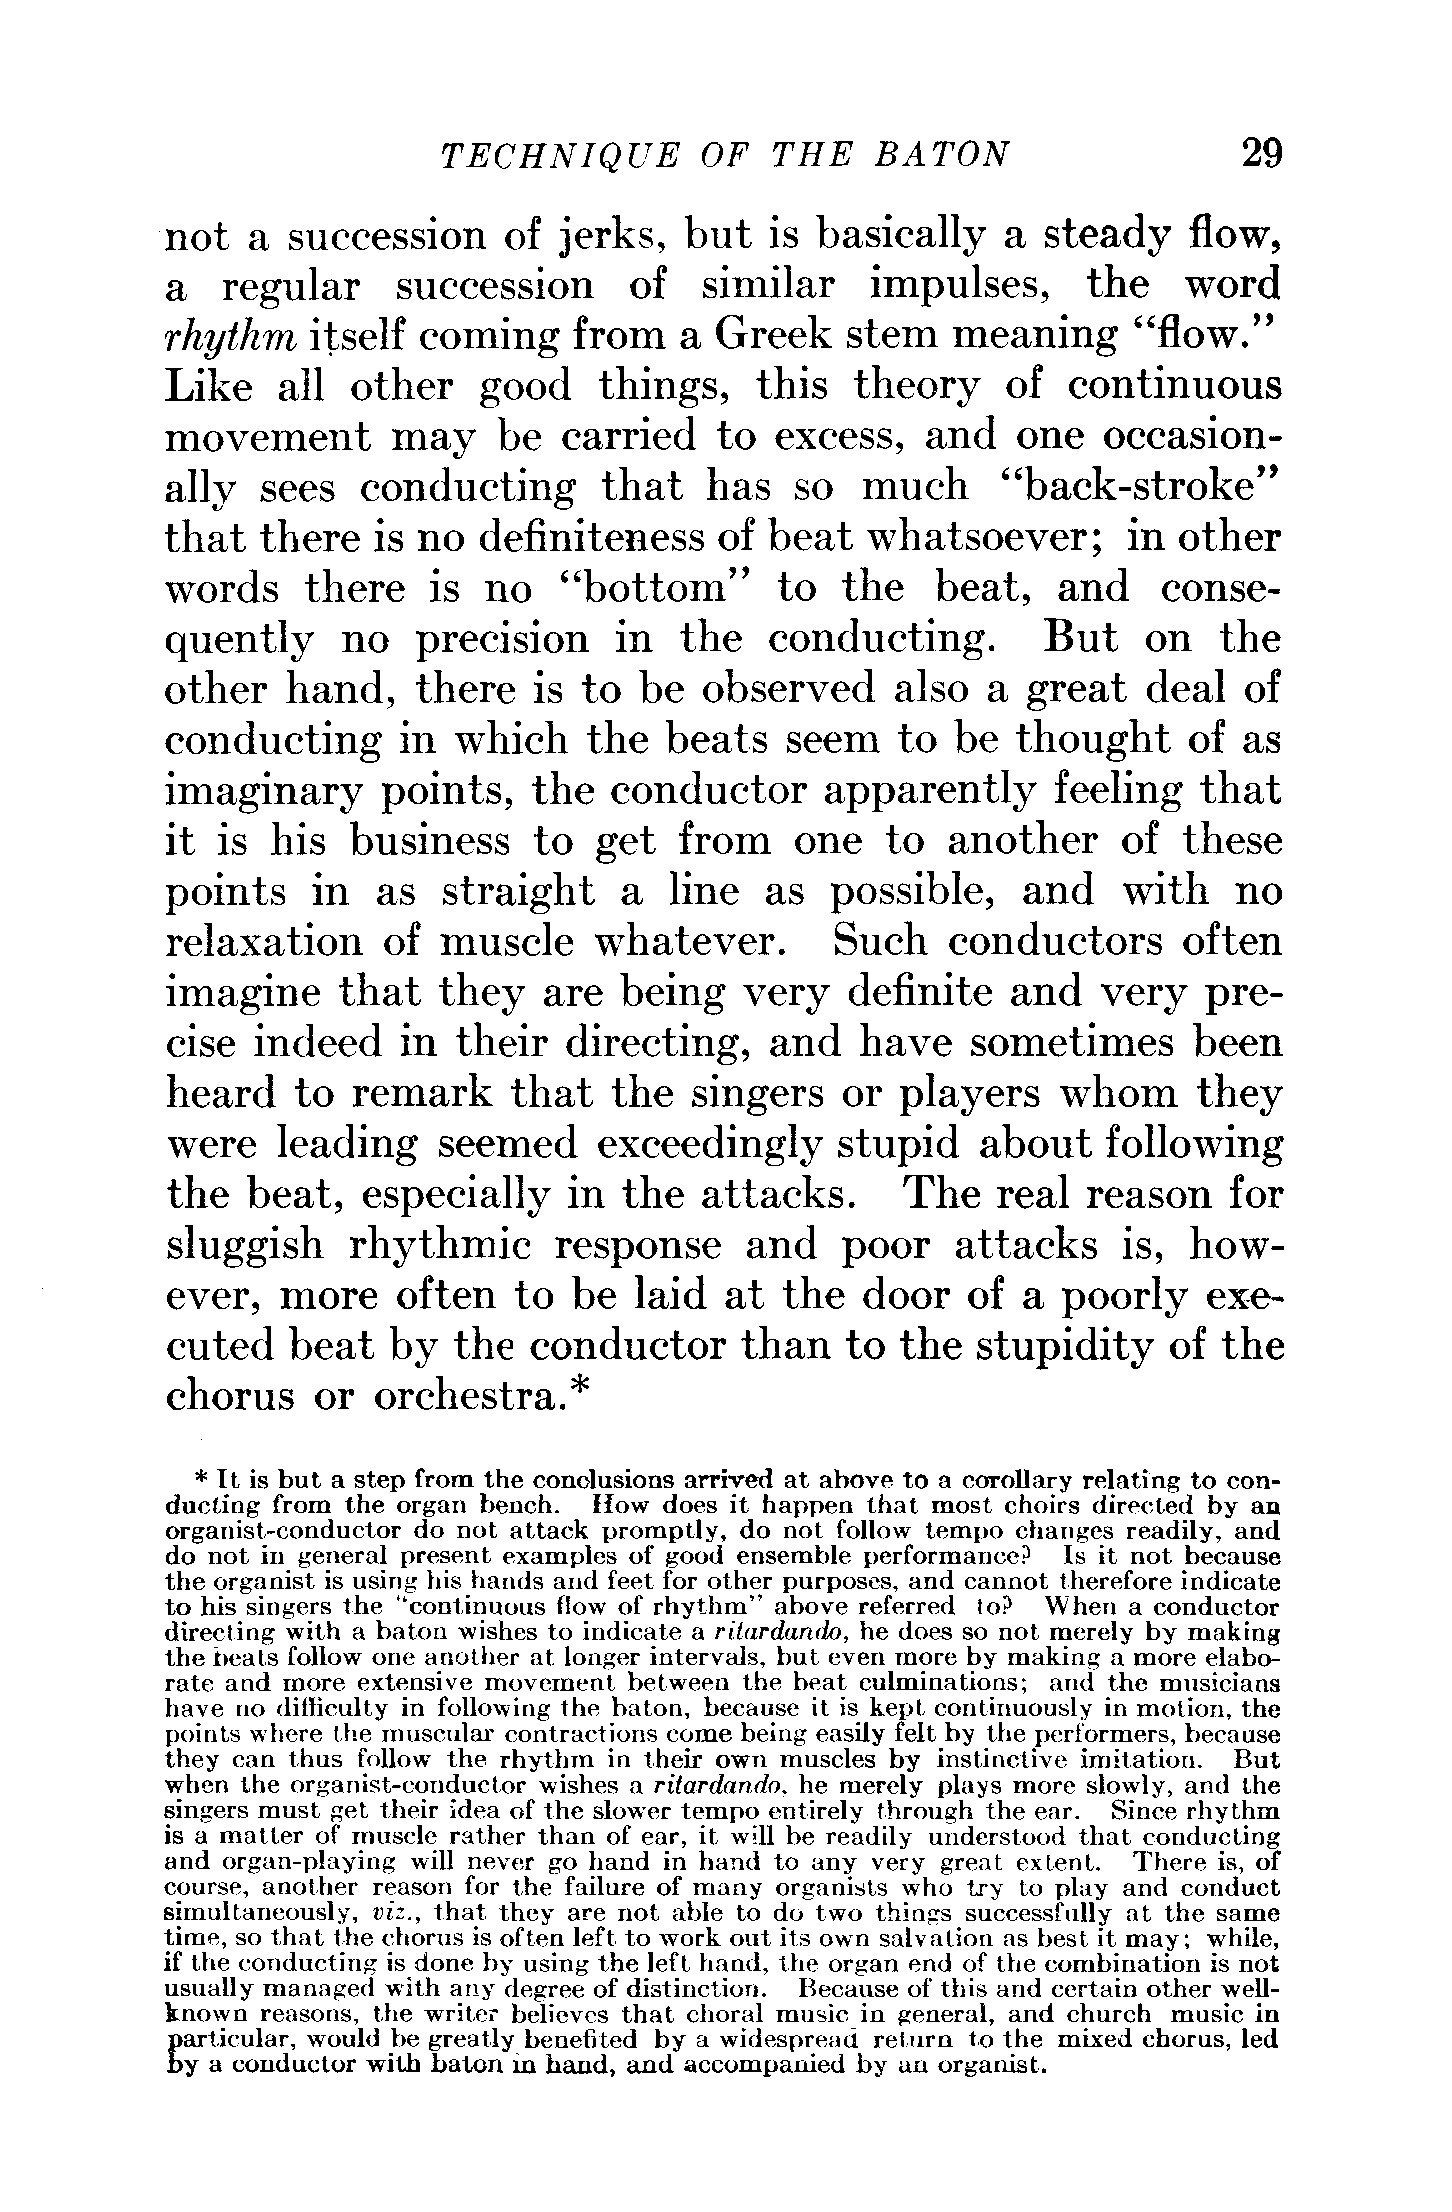 TECHNIQUE OF THE BATON 29
not a succession of jerks, but is basically a steady flow,
a regular succession of similar impulses, the word
rhythm itself coming from a Greek stem meaning “flow.”
Like all other good things, this theory of continuous
movement may be carried to excess, and one occasion-
ally sees conducting that has so much “back-stroke”
that there is no definiteness of beat whatsoever; in other
words there is no “bottom” to the beat, and conse-
quently no precision in the conducting. But on the
other hand, there is to be observed also a great deal of
conducting in which the beats seem to be thought of as
imaginary points, the conductor apparently feeling that
it is his business to get from one to another of these
points in as straight a line as possible, and with no
relaxation of muscle whatever. Such conductors often
imagine that they are being very definite and very pre-
cise indeed in their directing, and have sometimes been
heard to remark that the singers or players whom they
were leading seemed exceedingly stupid about following
the beat, especially in the attacks. The real reason for
sluggish rhythmic response and poor attacks is, how-
ever, more often to be laid at the door of a poorly exe-
cuted beat by the conductor than to the stupidity of the
chorus or orchestra.*
* It is but a step from the conclusions arrived at above to a corollary relating to con-
ducting from the organ bench. How does it happen that most choirs directed by an
organist-conductor do not attack promptly, do not follow tempo changes readily, and
do not in general present examples of good ensemble performance? Is it not because
the organist is using his hands and feet for other purposes, and cannot therefore indicate
to his singers the “continuous flow of rhythm” above referred to? When a conductor
directing with a baton wishes to indicate a ritardando, he does so not merely by making
the beats follow one another at longer intervals, but even more by making a more elabo-
rate and more extensive movement between the beat culminations; and the musicians
have no difficulty in following the baton, because it is kept continuously in motion, the
points where the muscular contractions come being easily felt by the performers, because
they can thus follow the rhythm in their own muscles by instinctive imitation. But
when the organist-conductor wishes a ritardando, he merely plays more slowly, and the
singers must get their idea of the slower tempo entirely through the ear. Since rhythm
is a matter of muscle rather than of ear, it will be readily understood that conducting
and organ-playing will never go hand in hand to any very great extent. There is, of
course, another reason for the failure of many organists who try to play and conduct
simultaneously, viz., that they are not able to do two things successfully at the same
time, so that the chorus is often left to work out its own salvation as best it may; while,
if the conducting is done by using the left hand, the organ end of the combination is not
usually managed with any degree of distinction. Because of this and certain other well-
known reasons, the writer believes that choral music in general, and church music in
particular, would be greatly benefited by a widespread return to the mixed chorus, led
by a conductor with baton in hand, and accompanied by an organist.